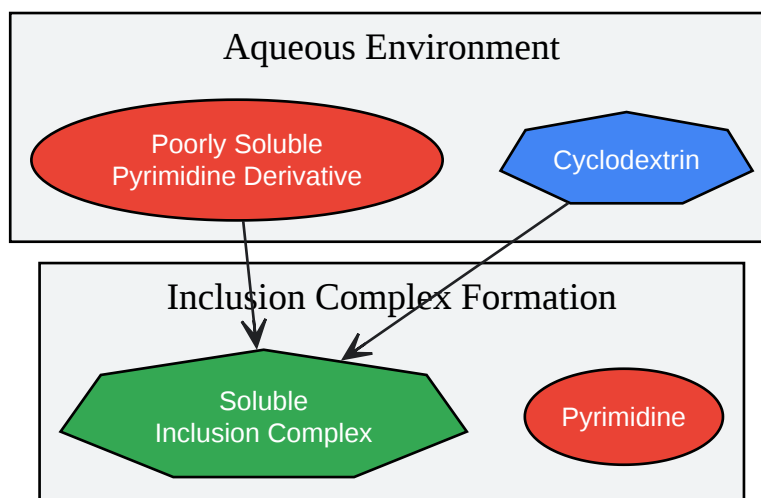 Aqueous Environment
Poorly Soluble
Pyrimidine Derivative
Cyclodextrin
Inclusion Complex Formation
Soluble
Inclusion Complex
Pyrimidine